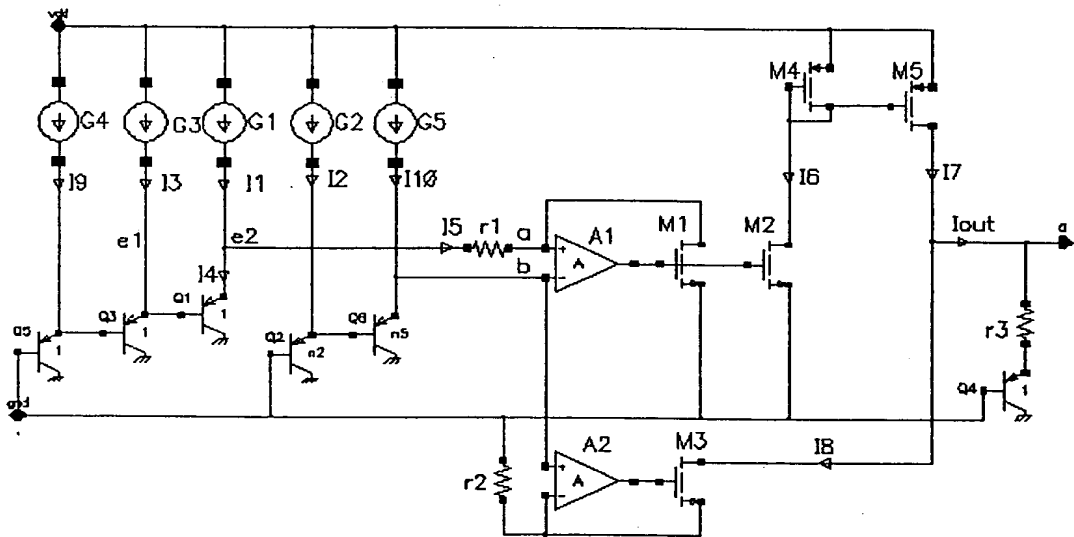 vdd
M4
M5
G4
G3
G1
G2
G5
I9
I3
I1
I2
I10
I6
I7
e1
e2
I5
r1
a
A1
M1
M2
Iout
a
+
A
-
b
I4
Q1
1
Q3
1
Q2
n2
n5
1
r3
Q4
1
gnd
A2
M3
I8
r2
+
A
-